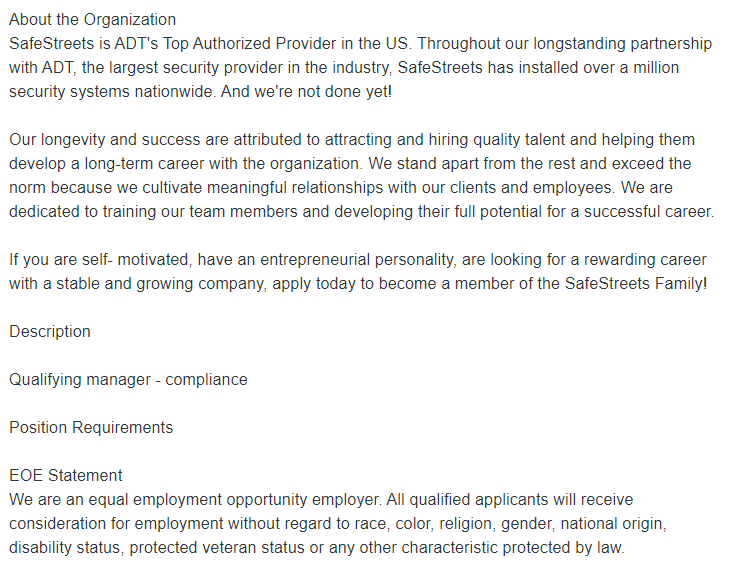 About the Organization
SafeStreets is ADT's Top Authorized Provider in the US. Throughout our longstanding partnership
with ADT, the largest security provider in the industry, SafeStreets has installed over a million
security systems nationwide. And we're not done yet!
Our longevity and success are attributed to attracting and hiring quality talent and helping them
develop a long-term career with the organization. We stand apart from the rest and exceed the
norm because we cultivate meaningful relationships with our clients and employees. We are
dedicated to training our team members and developing their full potential for a successful career.
If you are self- motivated, have an entrepreneurial personality, are looking for a rewarding career
with a stable and growing company, apply today to become a member of the SafeStreets Family!
Description
Qualifying manager - compliance
Position Requirements
EOE Statement
We are an equal employment opportunity employer. All qualified applicants will receive
consideration for employment without regard to race, color, religion, gender, national origin,
disability status, protected veteran status or any other characteristic protected by law.